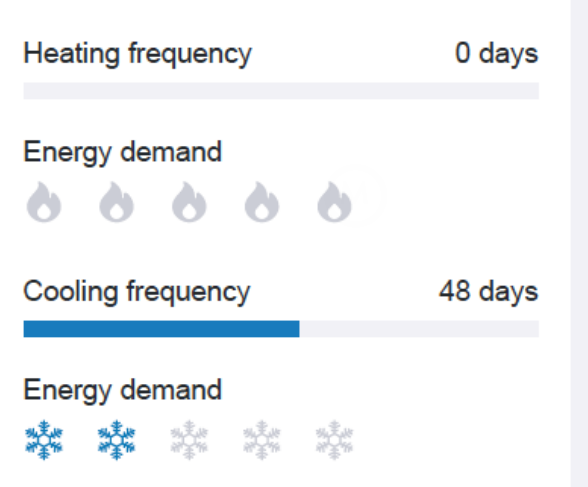 Heating frequency 0 days
Energy demand
Cooling frequency 48 days
Energy demand